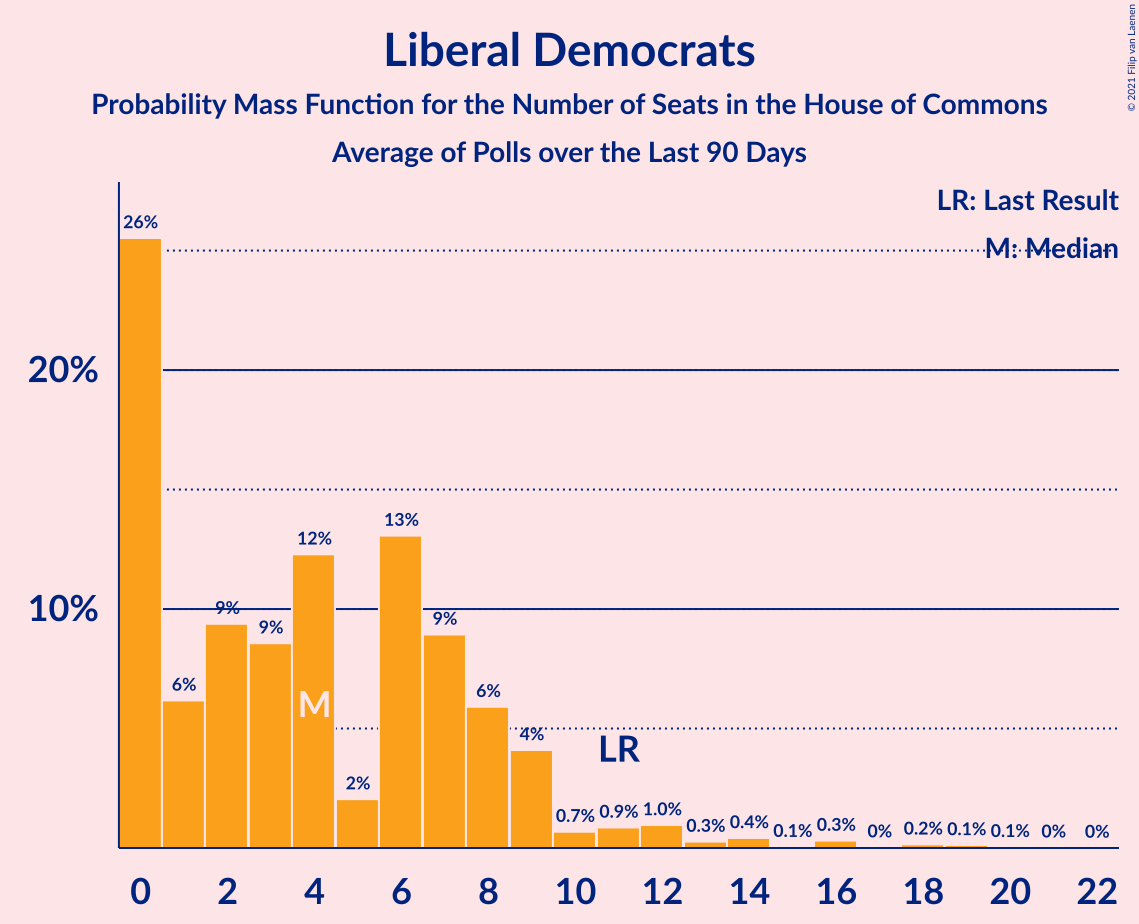 © 2021 Filip van Laenen
Liberal Democrats
Probability Mass Function for the Number of Seats in the House of Commons
Average of Polls over the Last 90 Days
LR: Last Result
M: Median
26%
20%
13%
12%
10%
9%
9%
9%
6%
6%
M
4%
LR
2%
0.7%
0.9%
1.0%
0.3%
0.4%
0.1%
0.3%
0%
0.2%
0.1%
0.1%
0%
0%
0 2 4 6 8 10 12 14 16 18 20 22